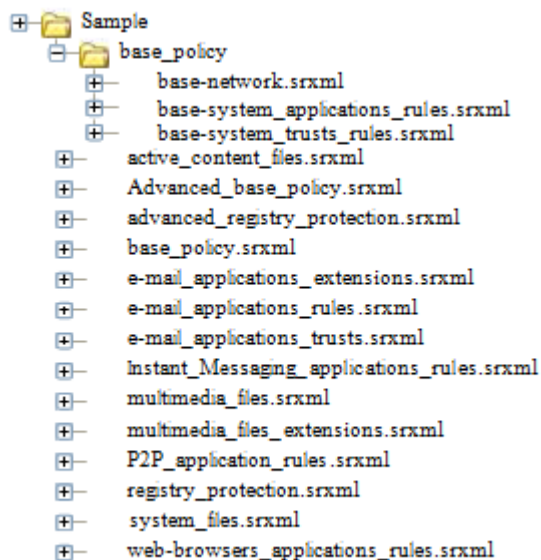 Sample
base_policy
base-network.srxml
base-system_applications_rules.srxml
base-system_trusts_rules.srxml
active_content_files.srxml
Advanced_base_policy.srxml
advanced_registry_protection.srxml
base_policy.srxml
e-mail_applications_extensions.srxml
e-mail_applications_rules.srxml
e-mail_applications_trusts.srxml
Instant_Messaging_applications_rules.srxml
multimedia_files.srxml
multimedia_files_extensions.srxml
P2P_application_rules.srxml
registry_protection.srxml
system_files.srxml
web-browsers_applications_rules.srxml